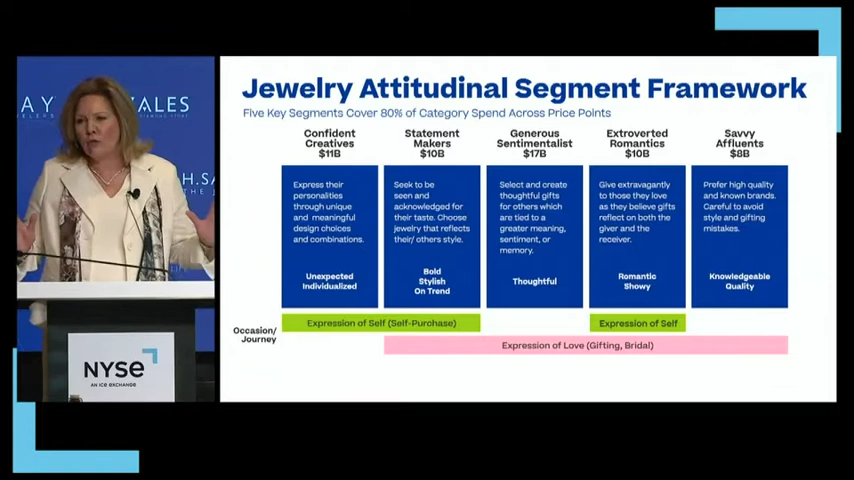 AY
ALES
H.SA
NYSE
AN ICE EXCHANGE
Jewelry Attitudinal Segment Framework
Five Key Segments Cover 80% of Category Spend Across Price Points
Confident
Creatives
$11B
Express their
personalities
through unique
and meaningful
design choices
and combinations.
Unexpected
Individualized
Statement
Makers
$10B
Seek to be
seen and
acknowledged for
their taste. Choose
jewelry that reflects
their/ others style.
Bold
Stylish
On Trend
Generous
Sentimentalist
$17B
Select and create
thoughtful gifts
for others which
are tied to a
greater meaning,
sentiment, or
memory.
Thoughtful
Extroverted
Romantics
$10B
Give extravagantly
to those they love
as they believe gifts
reflect on both the
giver and the
receiver.
Romantic
Showy
Savvy
Affluents
$8B
Prefer high quality
and known brands.
Careful to avoid
style and gifting
mistakes.
Knowledgeable
Quality
Occasion/
Journey
Expression of Self (Self-Purchase)
Expression of Self
Expression of Love (Gifting, Bridal)